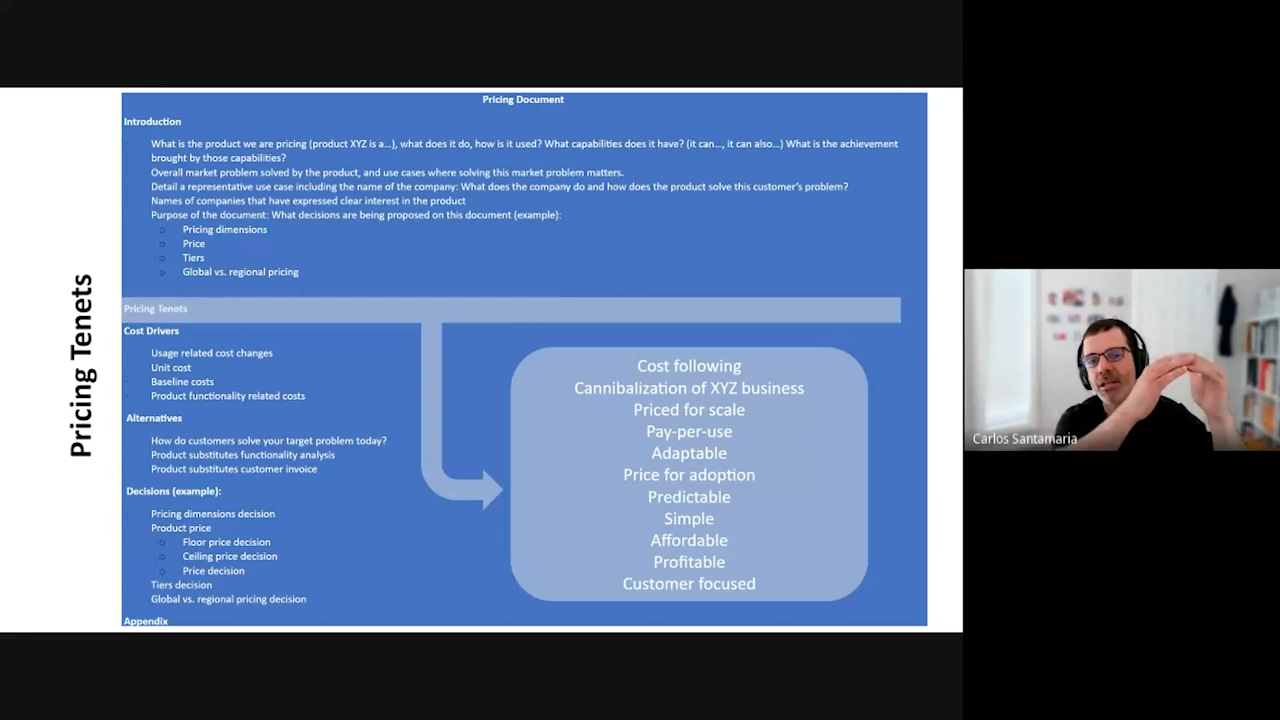 Pricing Tenets
Pricing Document
Introduction
What is the product we are pricing (product XYZ is a...), what does it do, how is it used? What capabilities does it have? (it can..., it can also...) What is the achievement
brought by those capabilities?
Overall market problem solved by the product, and use cases where solving this market problem matters.
Detail a representative use case including the name of the company: What does the company do and how does the product solve this customer's problem?
Names of companies that have expressed clear interest in the product
Purpose of the document: What decisions are being proposed on this document (example):
Pricing dimensions
Price
Tiers
Global vs. regional pricing
Pricing Tenets
Cost Drivers
Usage related cost changes
Unit cost
Baseline costs
Product functionality related costs
Alternatives
How do customers solve your target problem today?
Product substitutes functionality analysis
Product substitutes customer invoice
Decisions (example):
Pricing dimensions decision
Product price
Floor price decision
Ceiling price decision
Price decision
Tiers decision
Global vs. regional pricing decision
Appendix
Cost following
Cannibalization of XYZ business
Priced for scale
Pay-per-use
Adaptable
Price for adoption
Predictable
Simple
Affordable
Profitable
Customer focused
Carlos Santamaria